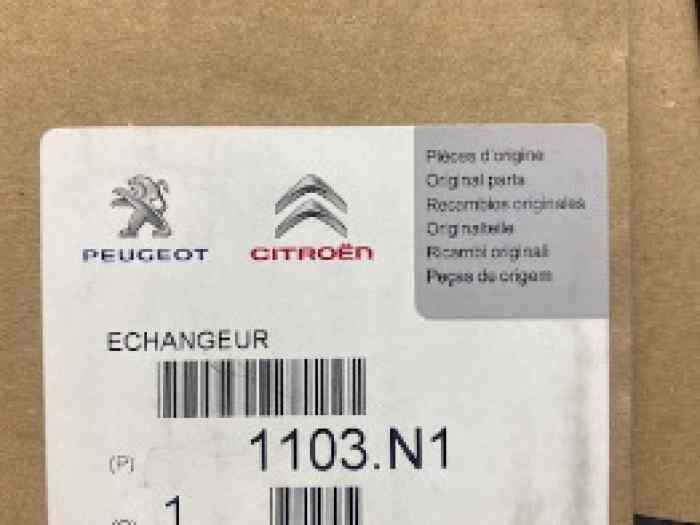 PEUGEOT
CITROËN
Pièces d'origine
Original parts
Recambios originales
Originalteile
Ricambi originali
Peças de origem
ECHANGEUR
(P) 1103.N1
(Q) 1